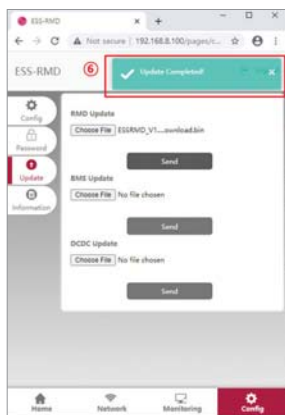 ESS-RMD
Not secure | 192.168.8.100/pages/c...
ESS-RMD
⑥
Update Completed!
Config
RMD Update
Choose File ESSRMD_V1....ownload.bin
Password
Send
Update
BMS Update
Choose File No file chosen
Information
Send
DCDC Update
Choose File No file chosen
Send
Home
Network
Monitoring
Config